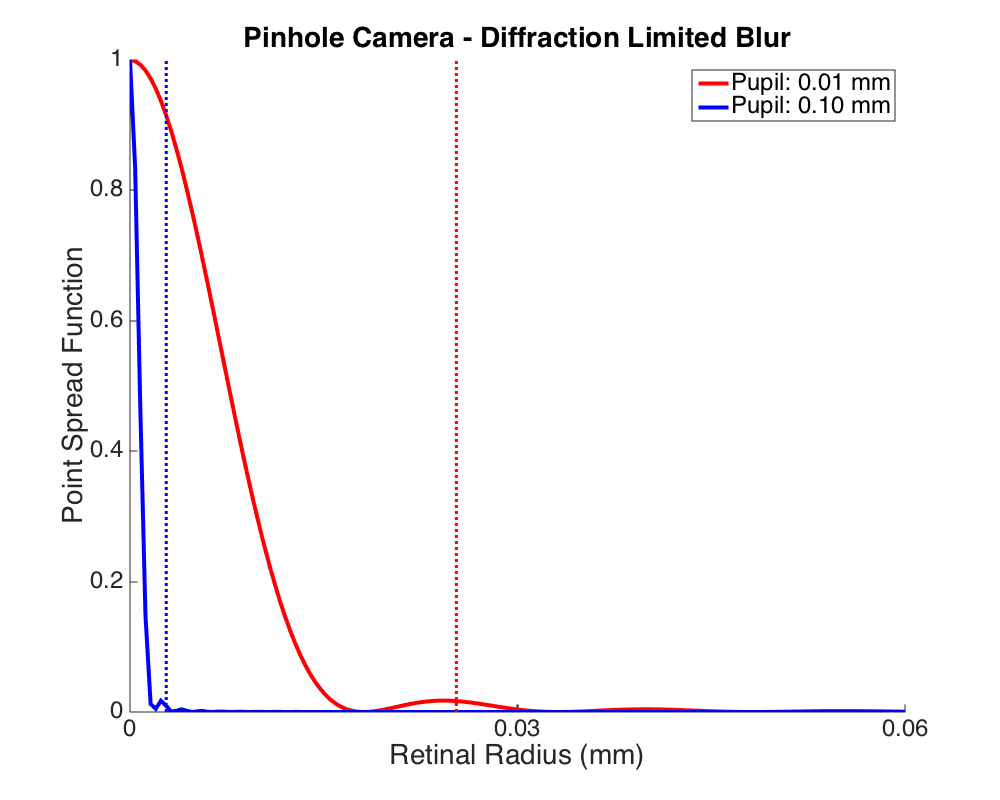 Pinhole Camera - Diffraction Limited Blur
Pupil: 0.01 mm
Pupil: 0.10 mm
1
0.8
0.6
0.4
0.2
0
Point Spread Function
0
0.03
0.06
Retinal Radius (mm)